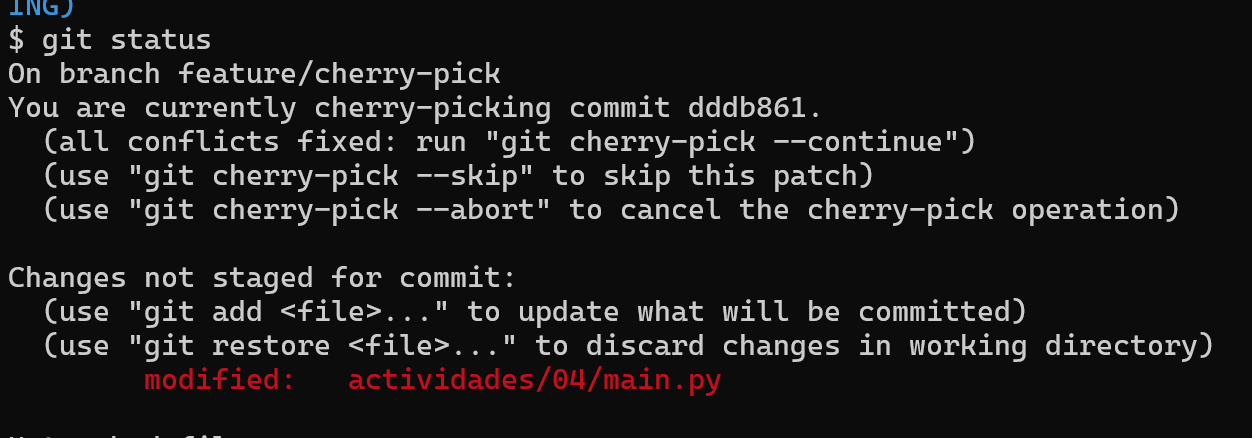 ING)
$ git status
On branch feature/cherry-pick
You are currently cherry-picking commit dddb861.
  (all conflicts fixed: run "git cherry-pick --continue")
  (use "git cherry-pick --skip" to skip this patch)
  (use "git cherry-pick --abort" to cancel the cherry-pick operation)

Changes not staged for commit:
  (use "git add <file>..." to update what will be committed)
  (use "git restore <file>..." to discard changes in working directory)
        modified:   actividades/04/main.py